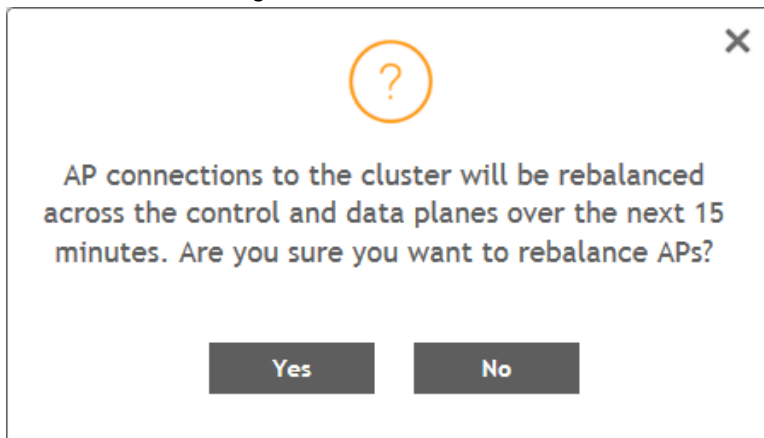 ?
AP connections to the cluster will be rebalanced
across the control and data planes over the next 15
minutes. Are you sure you want to rebalance APs?
Yes No